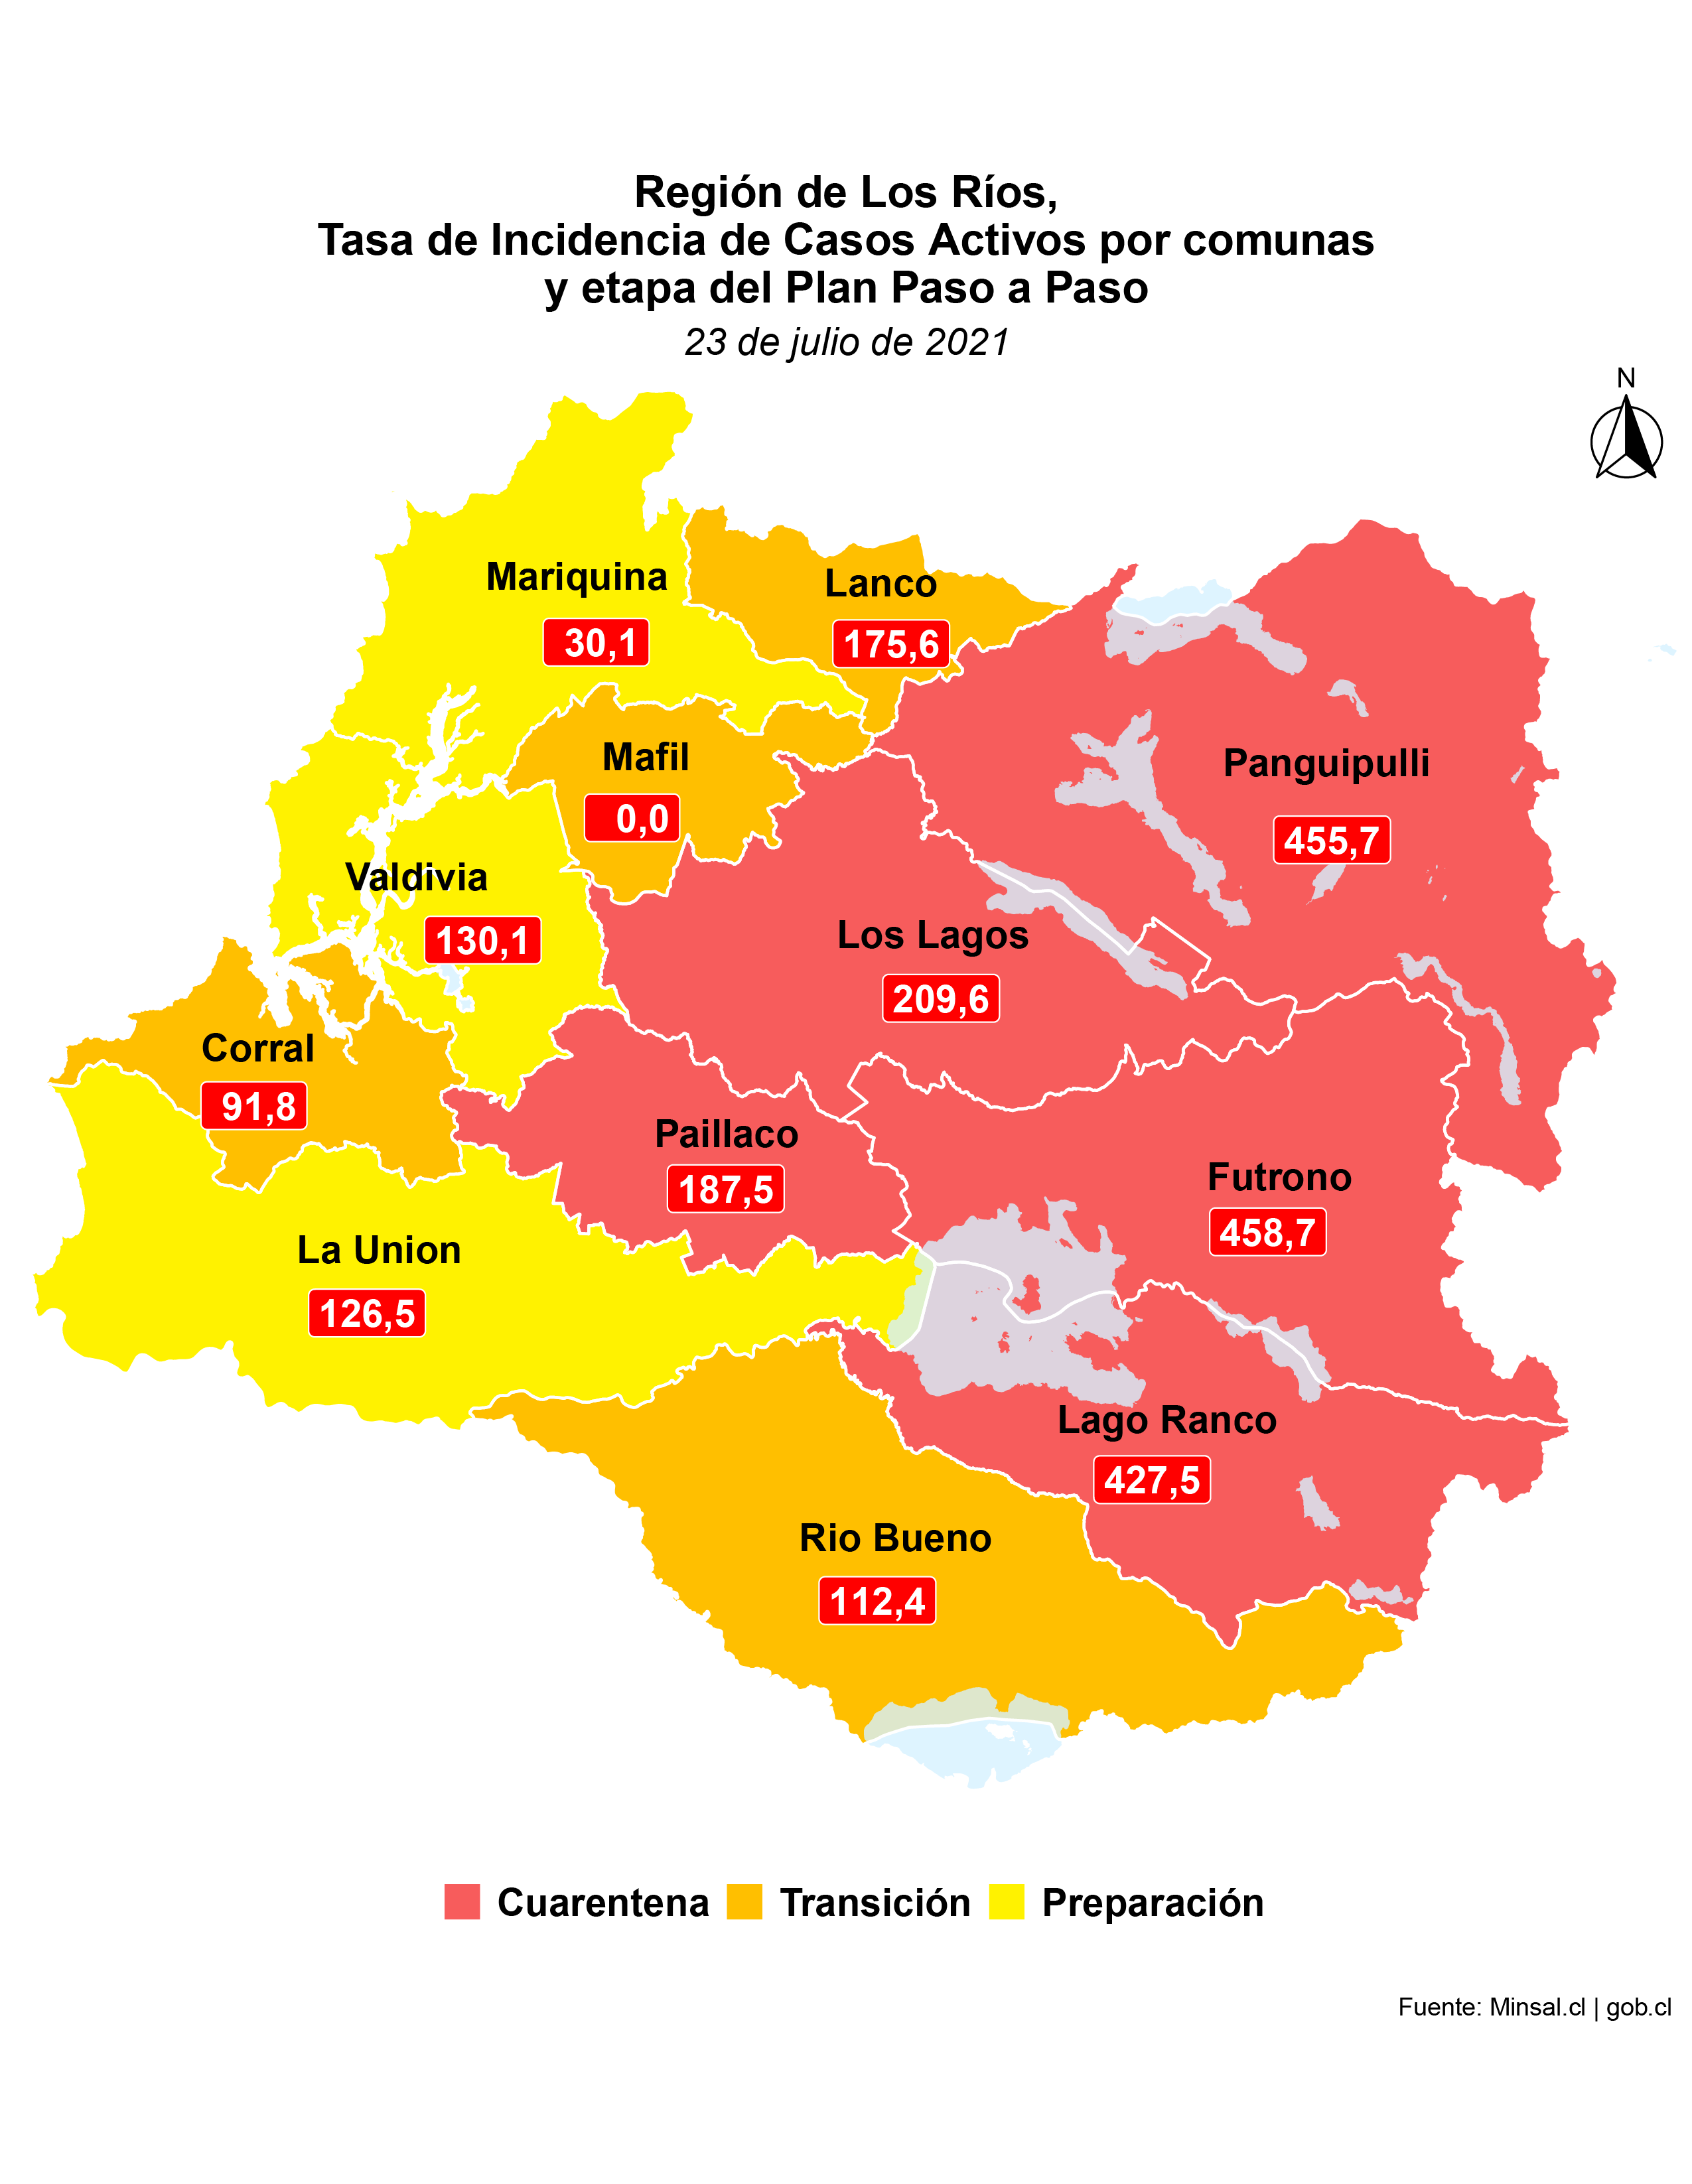 Región de Los Ríos,
Tasa de Incidencia de Casos Activos por comunas
y etapa del Plan Paso a Paso
23 de julio de 2021
N
Mariquina
30,1
Lanco
175,6
Mafil
0,0
Panguipulli
455,7
Valdivia
130,1
Los Lagos
209,6
Corral
91,8
Paillaco
187,5
Futrono
458,7
La Union
126,5
Lago Ranco
427,5
Rio Bueno
112,4
Cuarentena Transición Preparación
Fuente: Minsal.cl | gob.cl